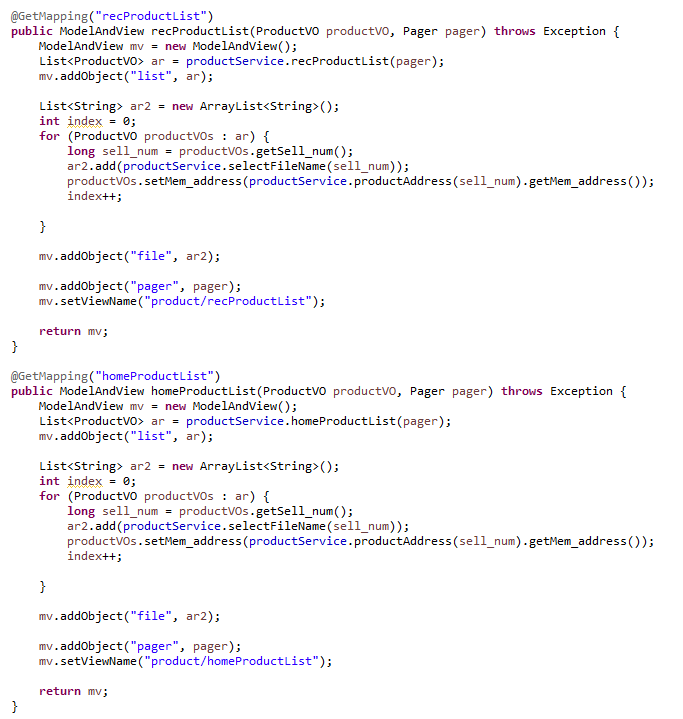 @GetMapping("recProductList")
public ModelAndView recProductList(ProductVO productVO, Pager pager) throws Exception {
    ModelAndView mv = new ModelAndView();
    List<ProductVO> ar = productService.recProductList(pager);
    mv.addObject("list", ar);

    List<String> ar2 = new ArrayList<String>();
    int index = 0;
    for (ProductVO productVOs : ar) {
        long sell_num = productVOs.getSell_num();
        ar2.add(productService.selectFileName(sell_num));
        productVOs.setMem_address(productService.productAddress(sell_num).getMem_address());
        index++;

    }

    mv.addObject("file", ar2);

    mv.addObject("pager", pager);
    mv.setViewName("product/recProductList");

    return mv;
}

@GetMapping("homeProductList")
public ModelAndView homeProductList(ProductVO productVO, Pager pager) throws Exception {
    ModelAndView mv = new ModelAndView();
    List<ProductVO> ar = productService.homeProductList(pager);
    mv.addObject("list", ar);

    List<String> ar2 = new ArrayList<String>();
    int index = 0;
    for (ProductVO productVOs : ar) {
        long sell_num = productVOs.getSell_num();
        ar2.add(productService.selectFileName(sell_num));
        productVOs.setMem_address(productService.productAddress(sell_num).getMem_address());
        index++;

    }

    mv.addObject("file", ar2);

    mv.addObject("pager", pager);
    mv.setViewName("product/homeProductList");

    return mv;
}